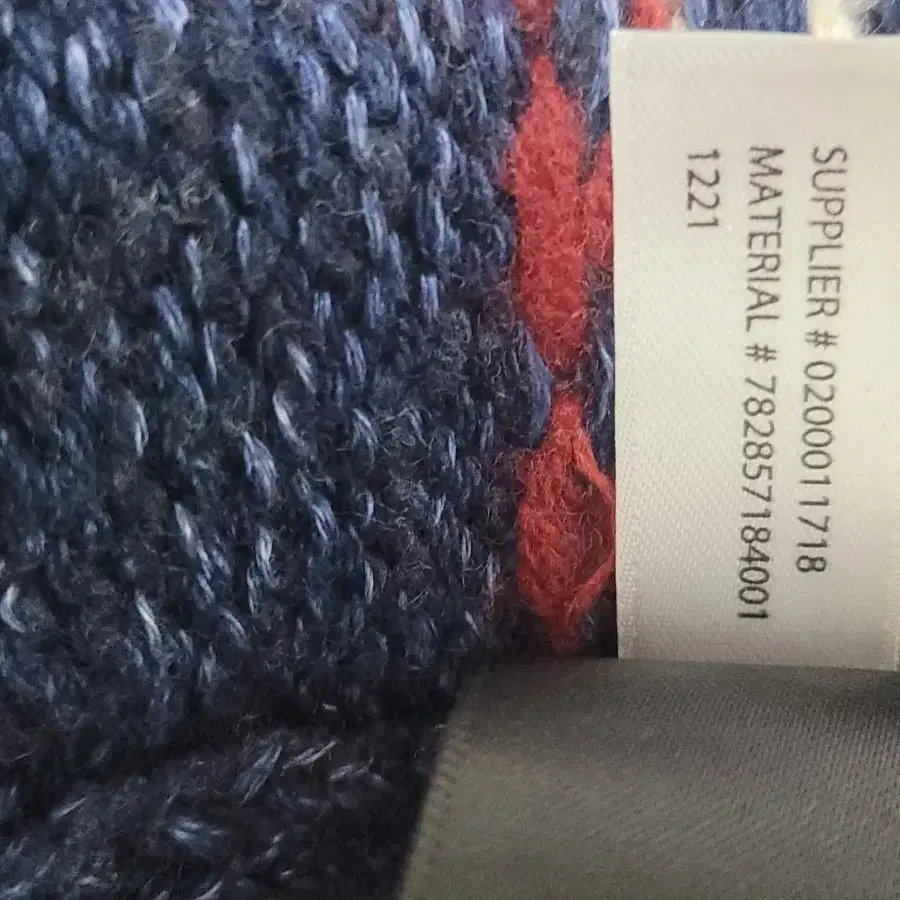 SUPPLIER # 0200011718
MATERIAL # 782857184001
1221